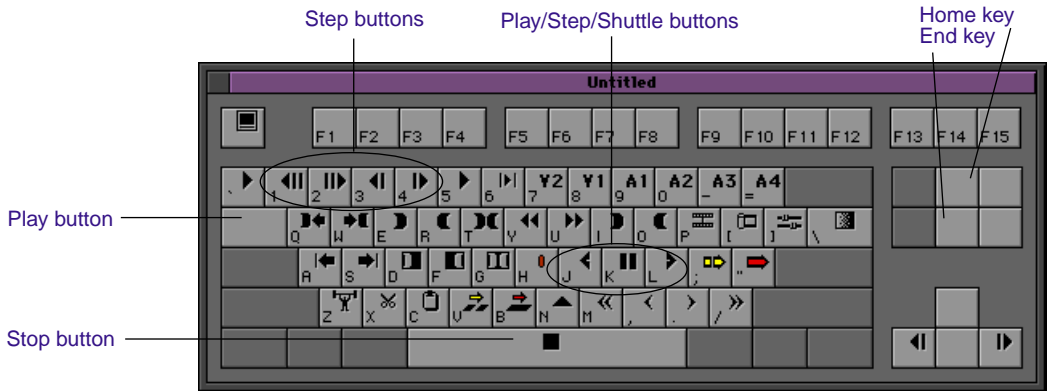 Step buttons
Play/Step/Shuttle buttons
Home key
End key
Untitled
F1 F2 F3 F4 F5 F6 F7 F8 F9 F10 F11 F12 F13 F14 F15
V2 V1 A1 A2 A3 A4
` 1 2 3 4 5 6 7 8 9 0 - =
Play button
Q W E R T Y U I O P [ ] \
A S D F G H J K L ; "
Z X C V B N M , . /
Stop button